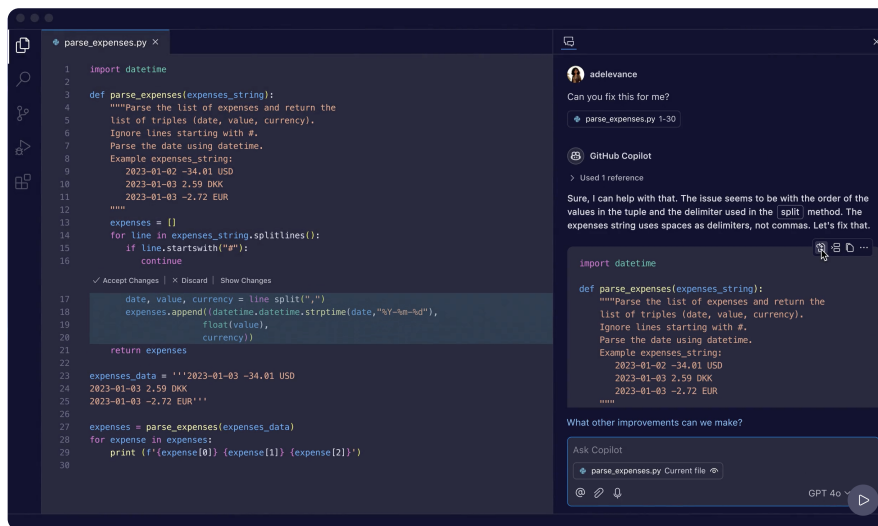 parse_expenses.py ×
1 import datetime
2
3 def parse_expenses(expenses_string):
4 """Parse the list of expenses and return the
5 list of triples (date, value, currency).
6 Ignore lines starting with #.
7 Parse the date using datetime.
8 Example expenses_string:
9 2023-01-02 -34.01 USD
10 2023-01-03 2.59 DKK
11 2023-01-03 -2.72 EUR
12 """
13 expenses = []
14 for line in expenses_string.splitlines():
15 if line.startswith("#"):
16 continue
✓ Accept Changes | × Discard | Show Changes
17 date, value, currency = line split(",")
18 expenses.append((datetime.datetime.strptime(date,"%Y-%m-%d"),
19 float(value),
20 currency))
21 return expenses
22
23 expenses_data = '''2023-01-03 -34.01 USD
24 2023-01-03 2.59 DKK
25 2023-01-03 -2.72 EUR'''
26
27 expenses = parse_expenses(expenses_data)
28 for expense in expenses:
29 print (f'{expense[0]} {expense[1]} {expense[2]}')
30
adelevance
Can you fix this for me?
parse_expenses.py 1-30
GitHub Copilot
> Used 1 reference
Sure, I can help with that. The issue seems to be with the order of the
values in the tuple and the delimiter used in the split method. The
expenses string uses spaces as delimiters, not commas. Let's fix that.
import datetime
def parse_expenses(expenses_string):
"""Parse the list of expenses and return the
list of triples (date, value, currency).
Ignore lines starting with #.
Parse the date using datetime.
Example expenses_string:
2023-01-02 -34.01 USD
2023-01-03 2.59 DKK
2023-01-03 -2.72 EUR
"""
What other improvements can we make?
Ask Copilot
parse_expenses.py Current file
GPT 4o